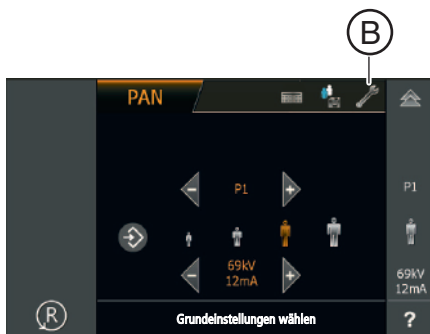 B
PAN
P1
P1
69kV
12mA
69kV
12mA
R
Grundeinstellungen wählen
?